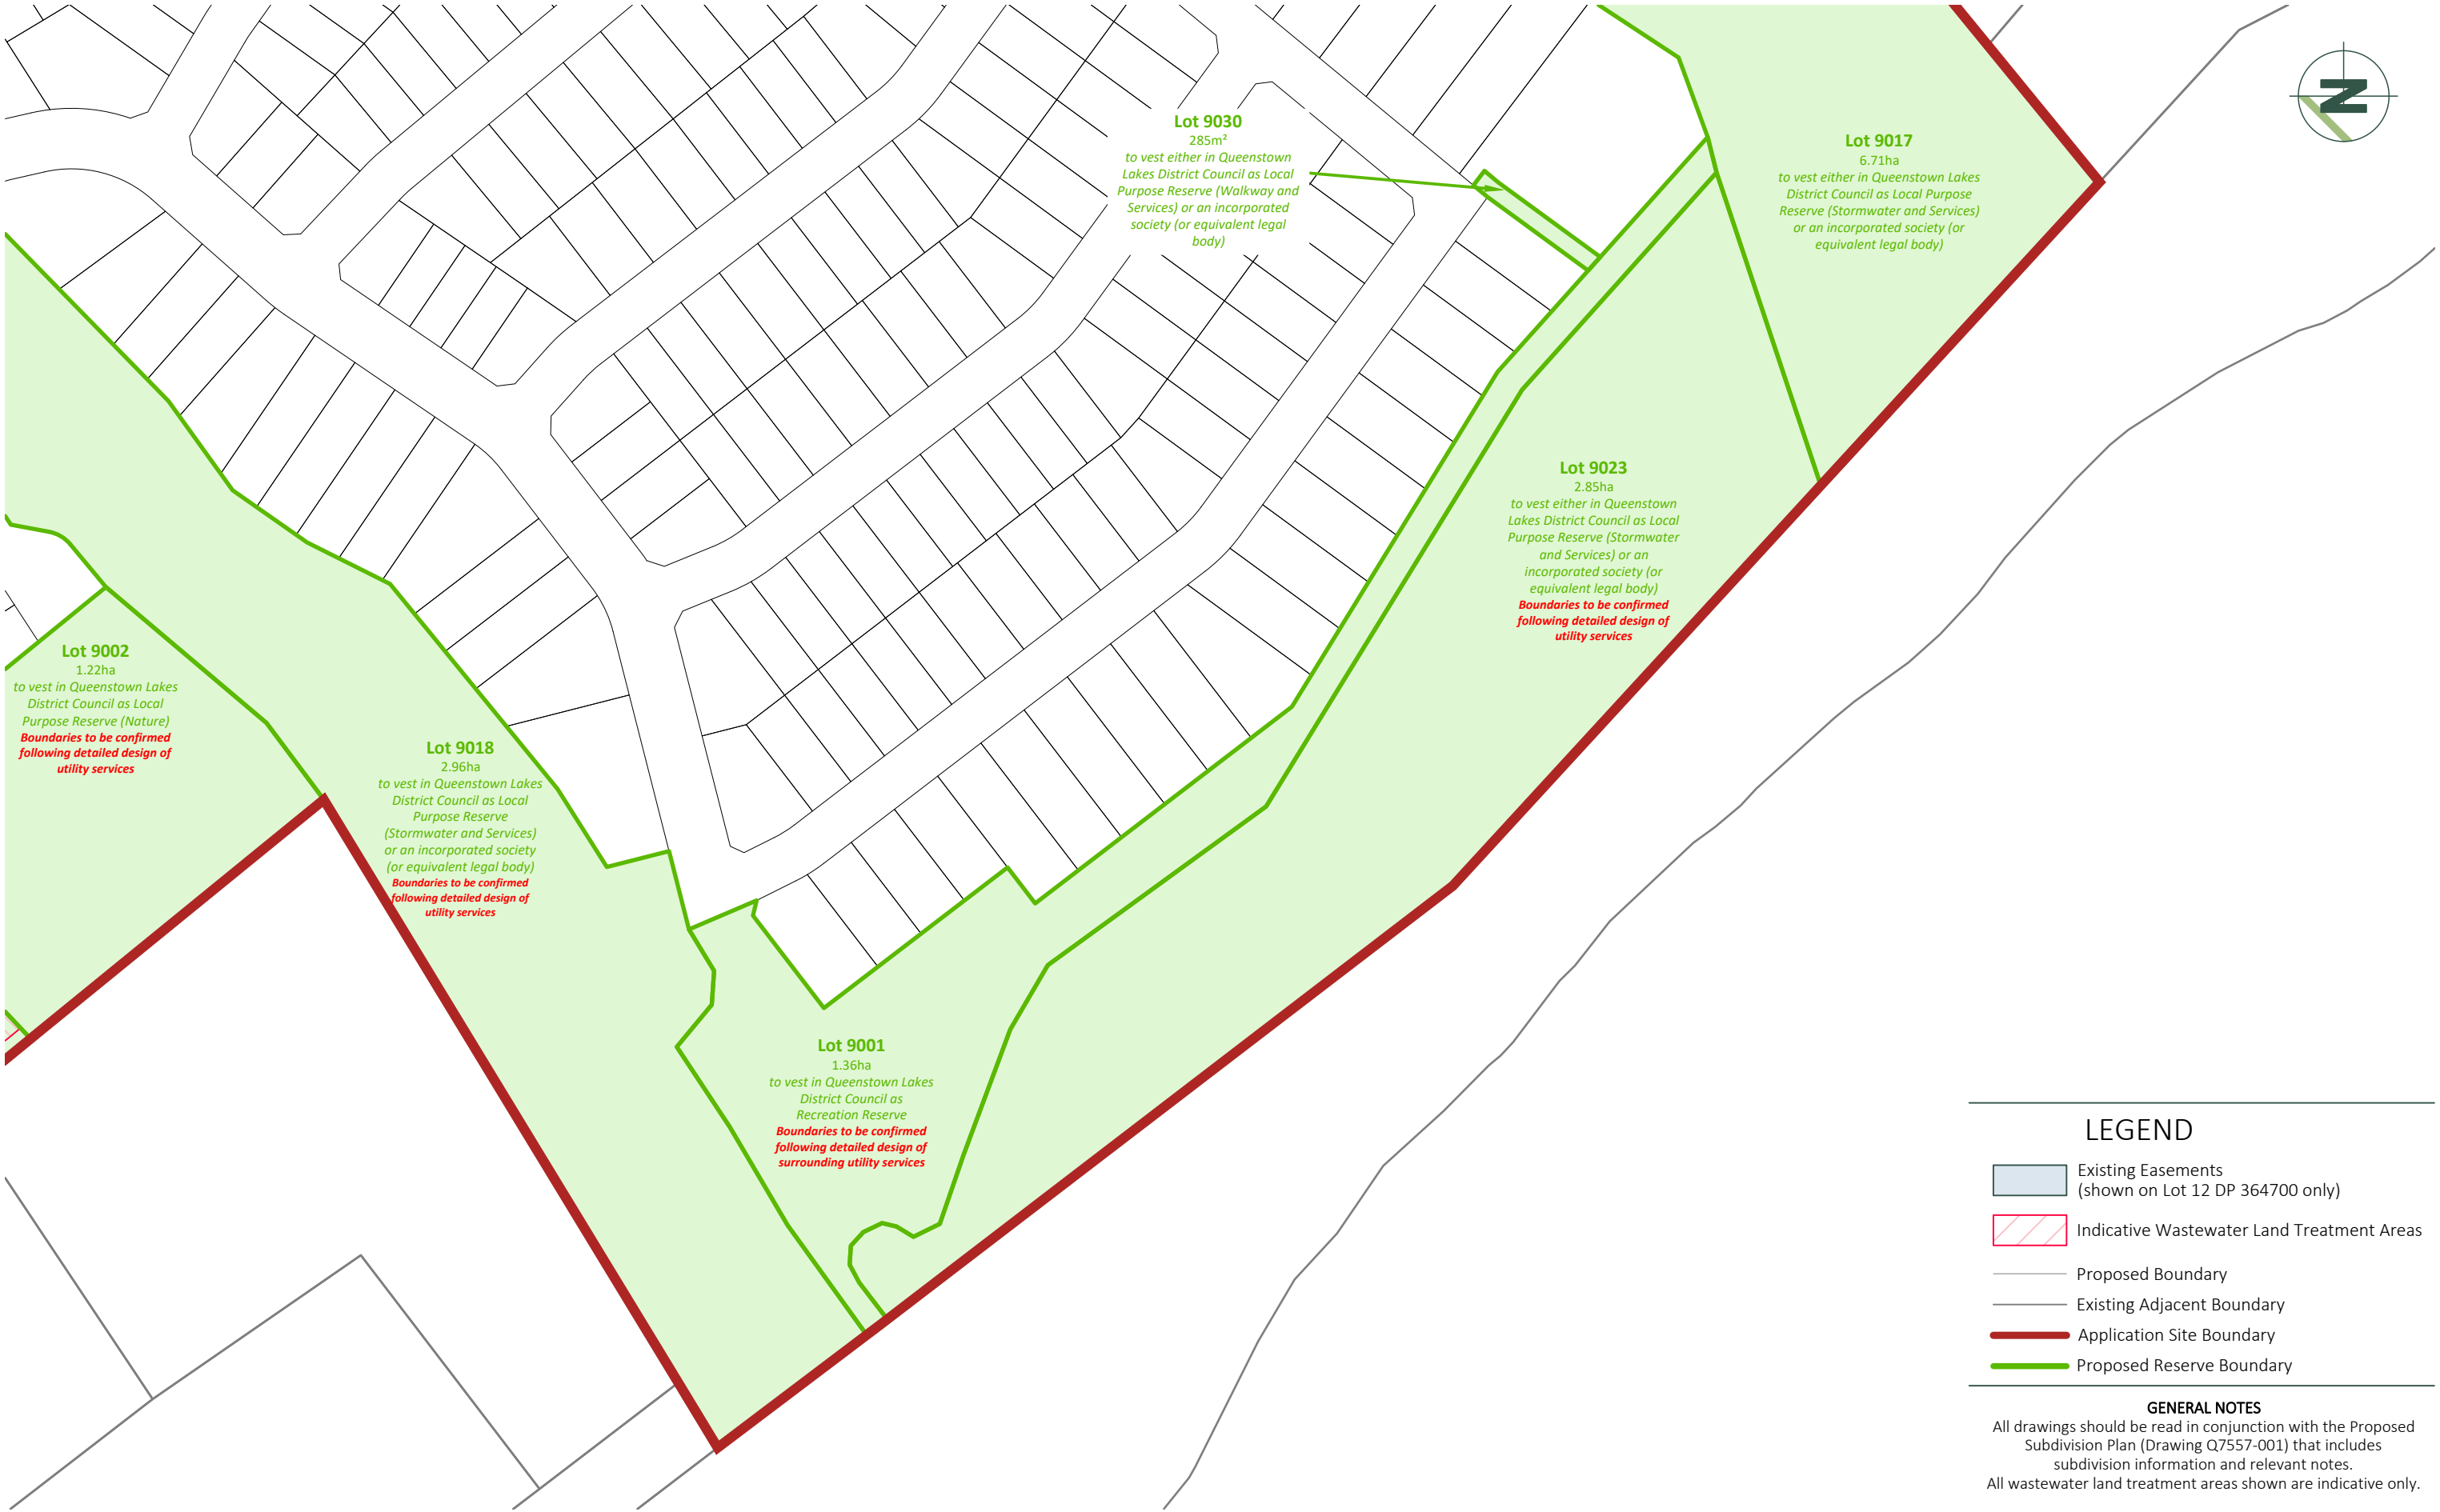 Lot 9030
285m²
to vest either in Queenstown
Lakes District Council as Local
Purpose Reserve (Walkway and
Services) or an incorporated
society (or equivalent legal
body)
N
Lot 9017
6.71ha
to vest either in Queenstown Lakes
District Council as Local Purpose
Reserve (Stormwater and Services)
or an incorporated society (or
equivalent legal body)
Lot 9023
2.85ha
to vest either in Queenstown
Lakes District Council as Local
Purpose Reserve (Stormwater
and Services) or an
incorporated society (or
equivalent legal body)
Boundaries to be confirmed
following detailed design of
utility services
Lot 9002
1.22ha
to vest in Queenstown Lakes
District Council as Local
Purpose Reserve (Nature)
Boundaries to be confirmed
following detailed design of
utility services
Lot 9018
2.96ha
to vest in Queenstown Lakes
District Council as Local
Purpose Reserve
(Stormwater and Services)
or an incorporated society
(or equivalent legal body)
Boundaries to be confirmed
following detailed design of
utility services
Lot 9001
1.36ha
to vest in Queenstown Lakes
District Council as
Recreation Reserve
Boundaries to be confirmed
following detailed design of
surrounding utility services
LEGEND
Existing Easements
(shown on Lot 12 DP 364700 only)
Indicative Wastewater Land Treatment Areas
Proposed Boundary
Existing Adjacent Boundary
Application Site Boundary
Proposed Reserve Boundary
GENERAL NOTES
All drawings should be read in conjunction with the Proposed
Subdivision Plan (Drawing Q7557-001) that includes
subdivision information and relevant notes.
All wastewater land treatment areas shown are indicative only.